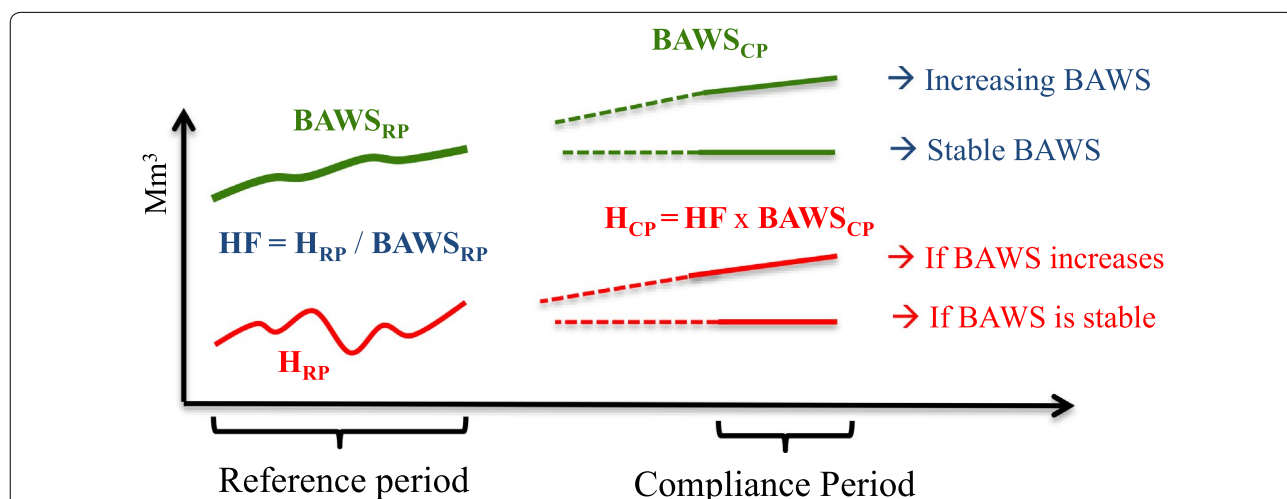 BAWS_CP
→ Increasing BAWS
BAWS_RP
→ Stable BAWS
Mm³
H_CP = HF x BAWS_CP
HF = H_RP / BAWS_RP
→ If BAWS increases
→ If BAWS is stable
H_RP
Reference period
Compliance Period